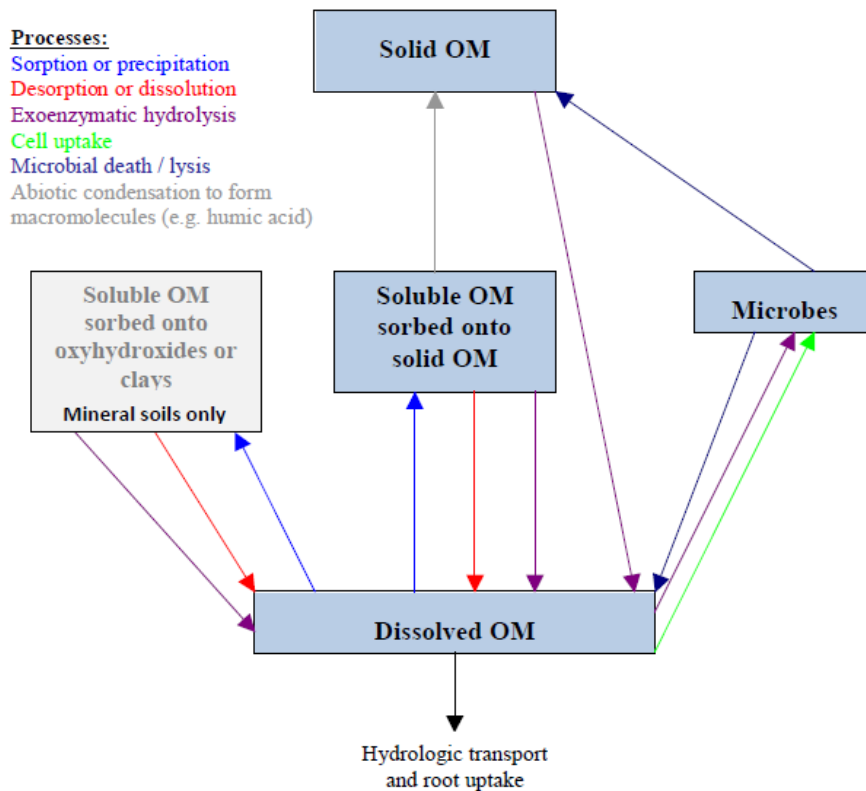 Processes:
Sorption or precipitation
Desorption or dissolution
Exoenzymatic hydrolysis
Cell uptake
Microbial death / lysis
Abiotic condensation to form
macromolecules (e.g. humic acid)
Solid OM
Soluble OM
sorbed onto
oxyhydroxides or
clays
Mineral soils only
Soluble OM
sorbed onto
solid OM
Microbes
Dissolved OM
Hydrologic transport
and root uptake